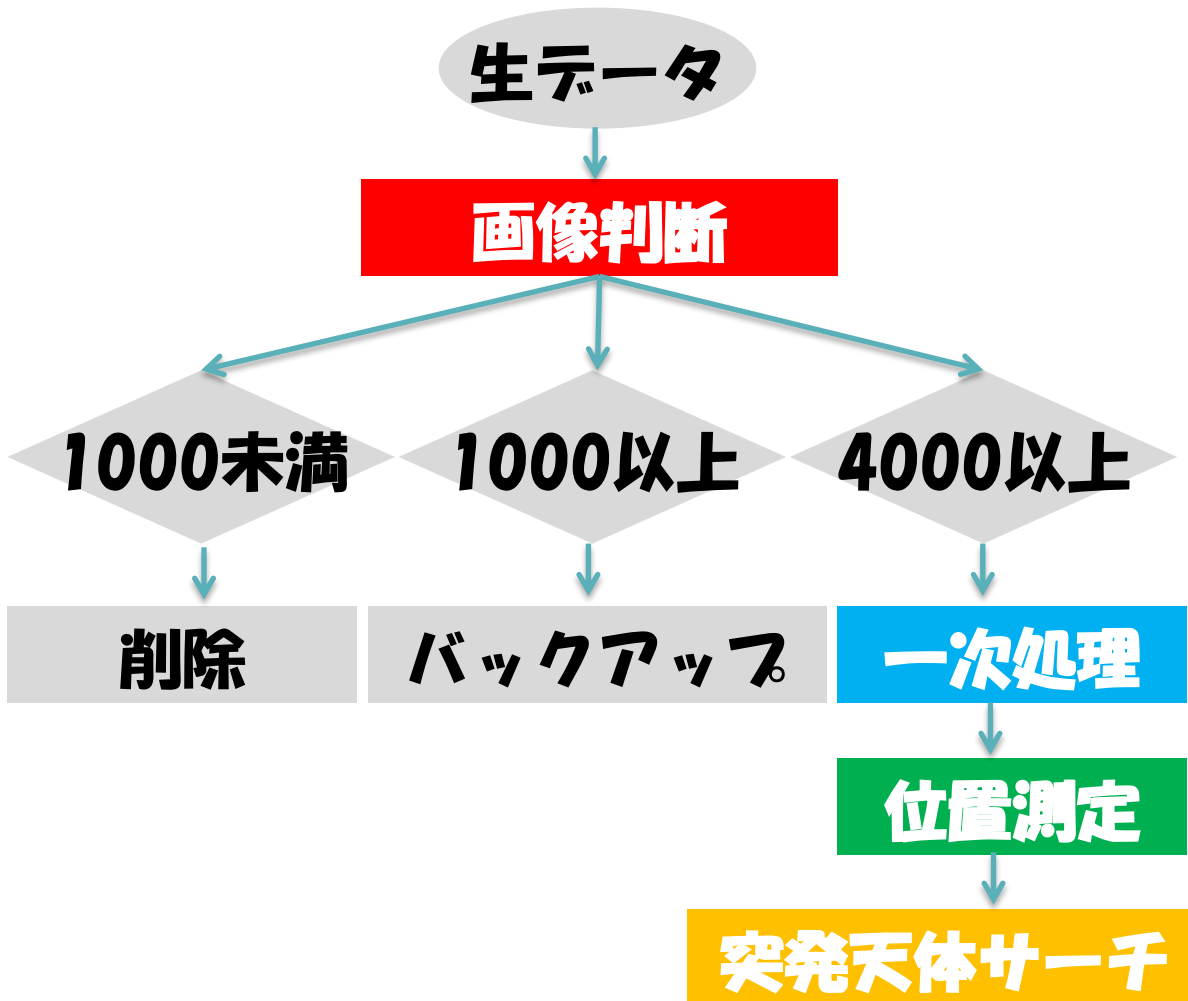 生データ
画像判断
1000未満
1000以上
4000以上
削除
バックアップ
一次処理
位置測定
突発天体サーチ